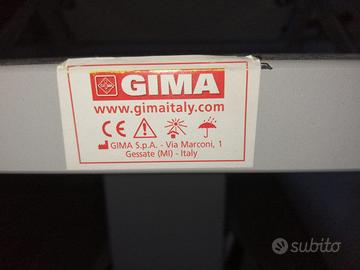 GIMA
www.gimaitaly.com
CE
GIMA S.p.A. - Via Marconi, 1
Gessate (MI) - Italy
subito